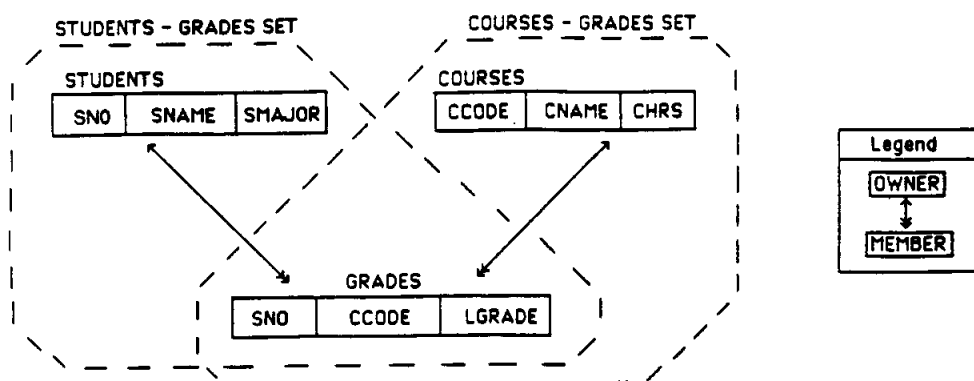 STUDENTS - GRADES SET
COURSES - GRADES SET
STUDENTS
SNO SNAME SMAJOR
COURSES
CCODE CNAME CHRS
Legend
OWNER
MEMBER
GRADES
SNO CCODE LGRADE